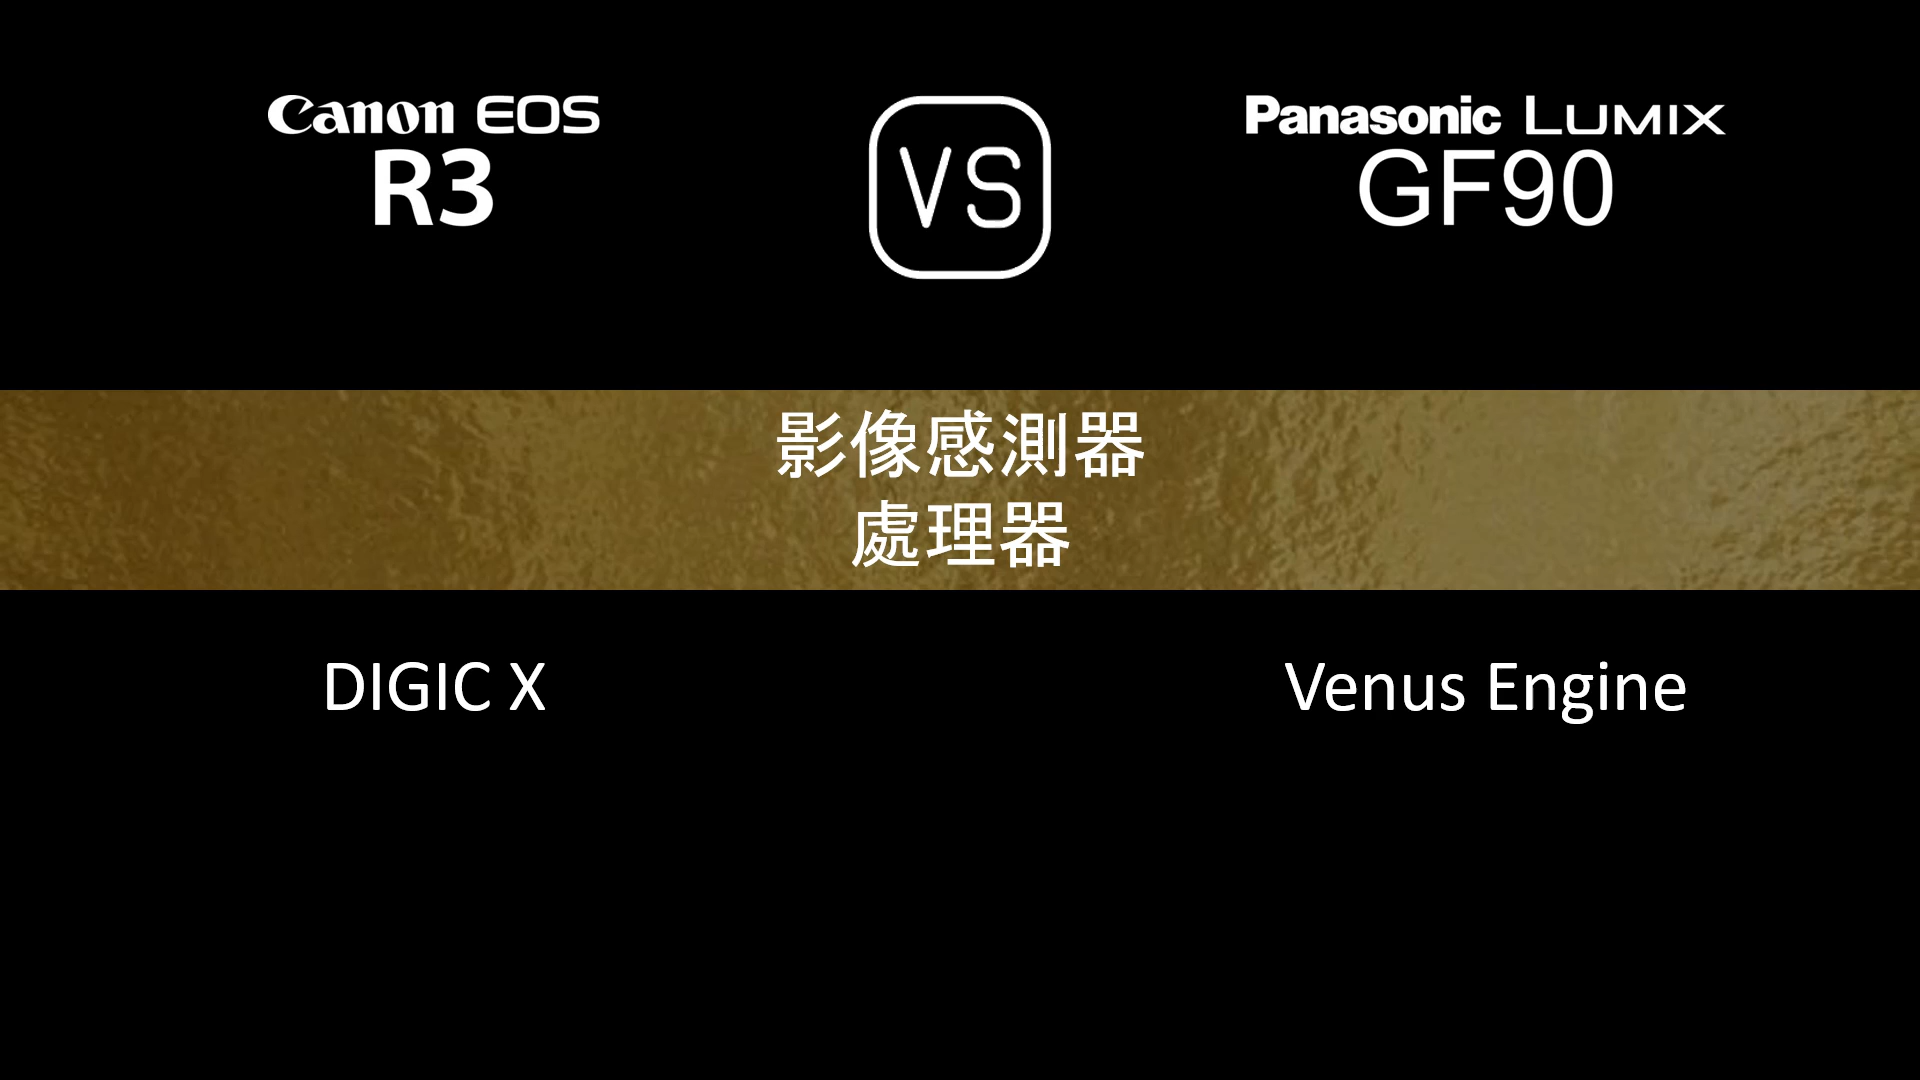 Canon EOS
R3
VS
Panasonic LUMIX
GF90
影像感測器
處理器
DIGIC X
Venus Engine